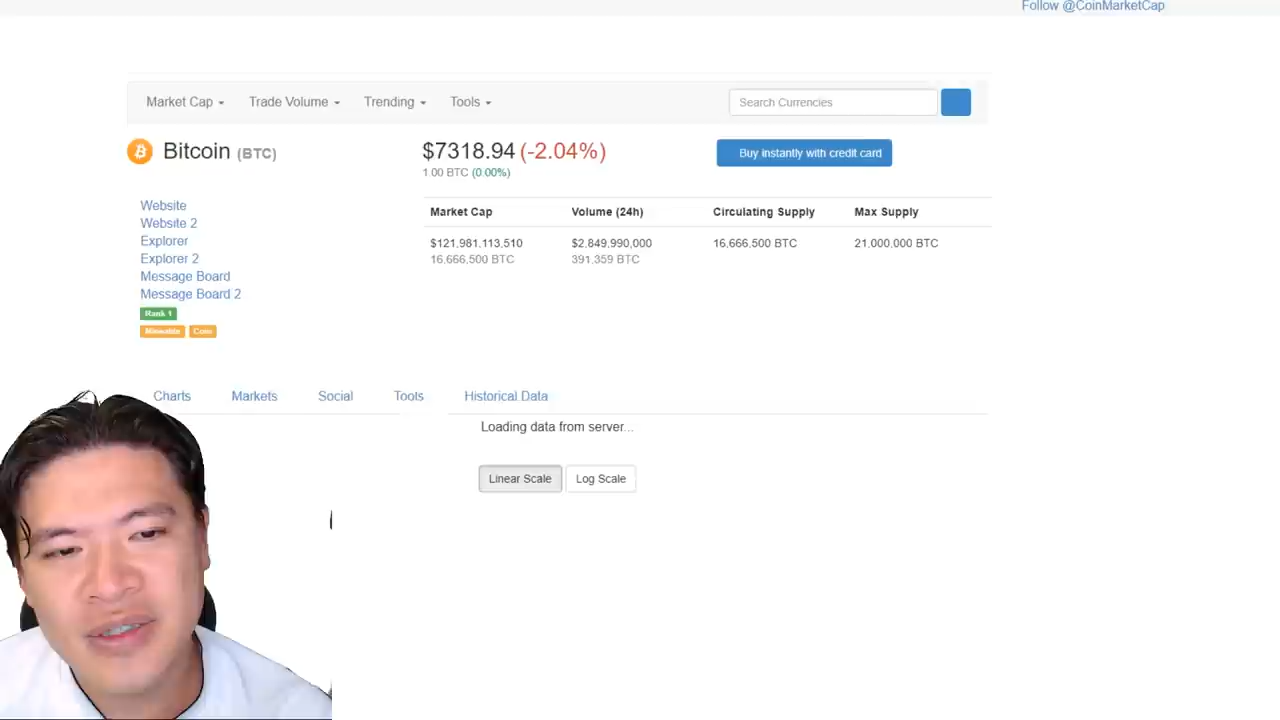 Follow @CoinMarketCap
Market Cap Trade Volume Trending Tools Search Currencies
Bitcoin (BTC) $7318.94 (-2.04%) Buy instantly with credit card
1.00 BTC (0.00%)
Website
Website 2
Explorer
Explorer 2
Message Board
Message Board 2
Rank 1
Mineable Coin
Market Cap Volume (24h) Circulating Supply Max Supply
$121,981,113,510 $2,849,990,000 16,666,500 BTC 21,000,000 BTC
16,666,500 BTC 391,359 BTC
Charts Markets Social Tools Historical Data
Loading data from server...
Linear Scale Log Scale